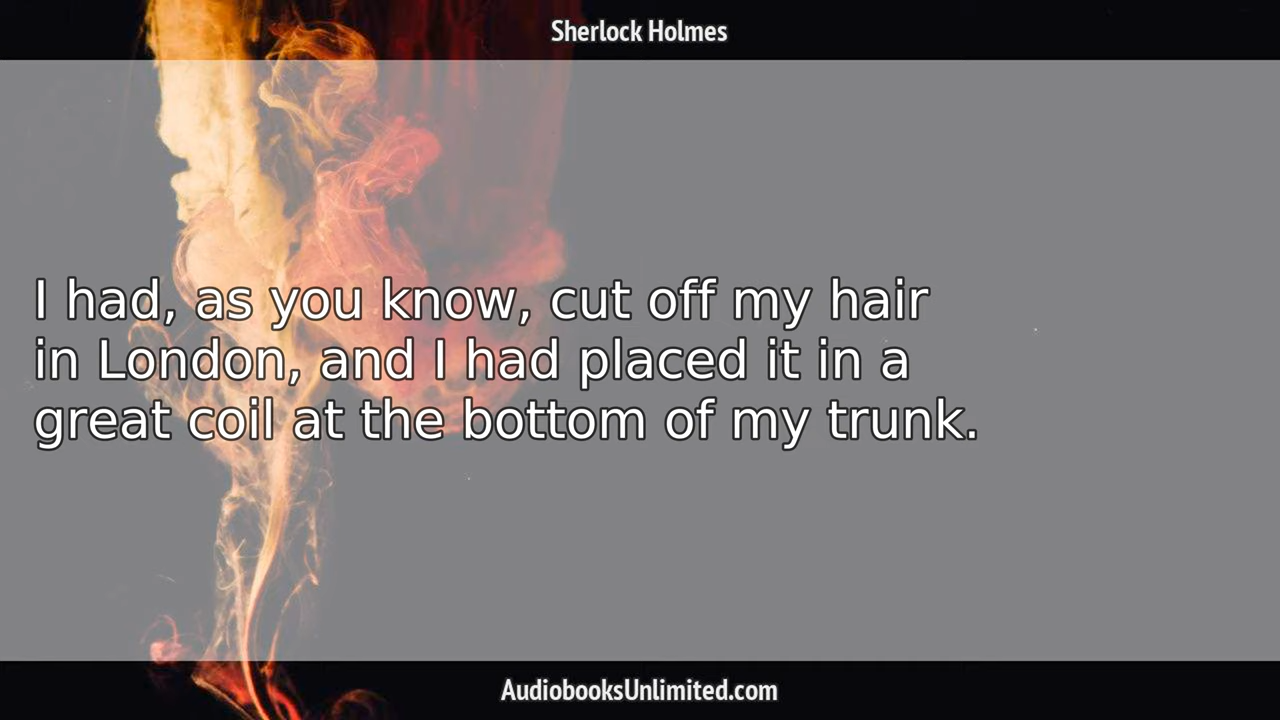 Sherlock Holmes
I had, as you know, cut off my hair
in London, and I had placed it in a
great coil at the bottom of my trunk.
AudiobooksUnlimited.com